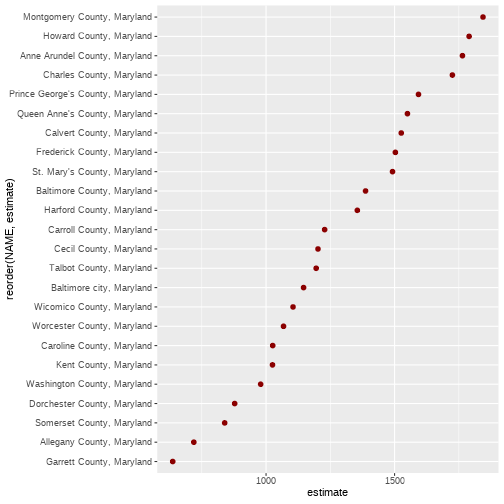 Montgomery County, Maryland
Howard County, Maryland
Anne Arundel County, Maryland
Charles County, Maryland
Prince George's County, Maryland
Queen Anne's County, Maryland
Calvert County, Maryland
Frederick County, Maryland
St. Mary's County, Maryland
Baltimore County, Maryland
Harford County, Maryland
Carroll County, Maryland
Cecil County, Maryland
Talbot County, Maryland
Baltimore city, Maryland
Wicomico County, Maryland
Worcester County, Maryland
Caroline County, Maryland
Kent County, Maryland
Washington County, Maryland
Dorchester County, Maryland
Somerset County, Maryland
Allegany County, Maryland
Garrett County, Maryland
reorder(NAME, estimate)
1000 1500
estimate